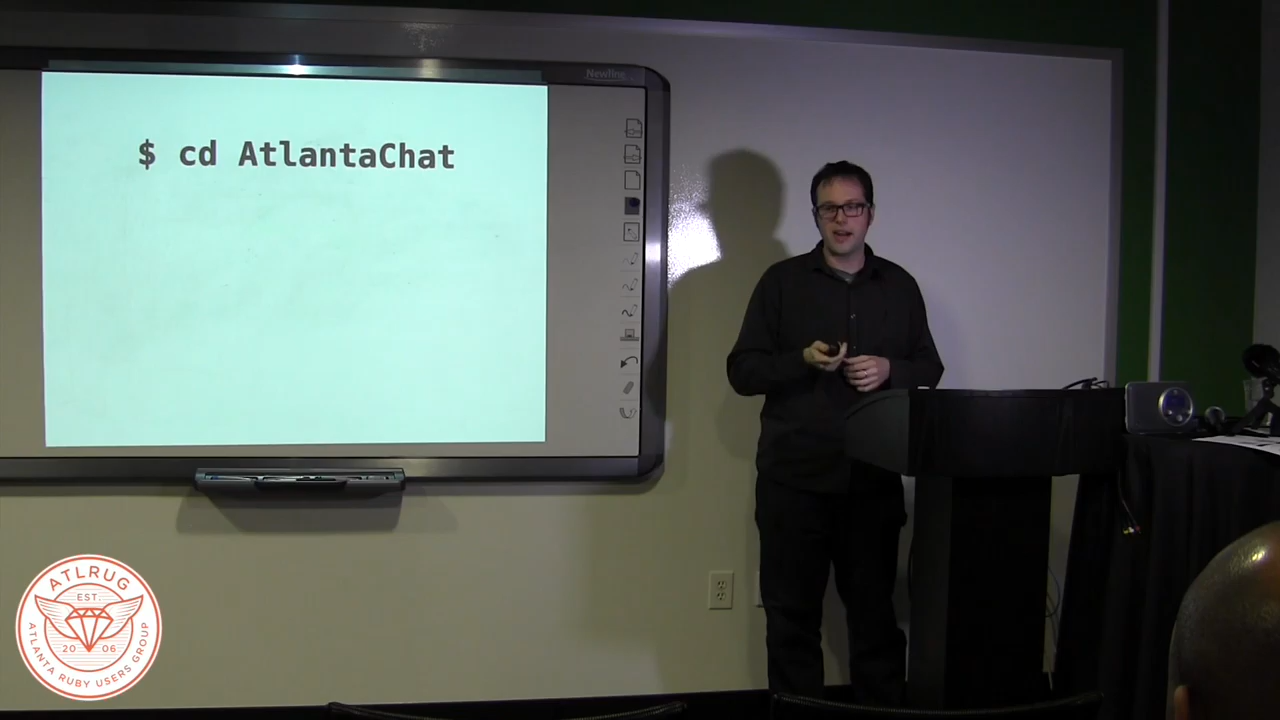 Newline
$ cd AtlantaChat
ATLRUG
EST.
20 06
ATLANTA RUBY USERS GROUP